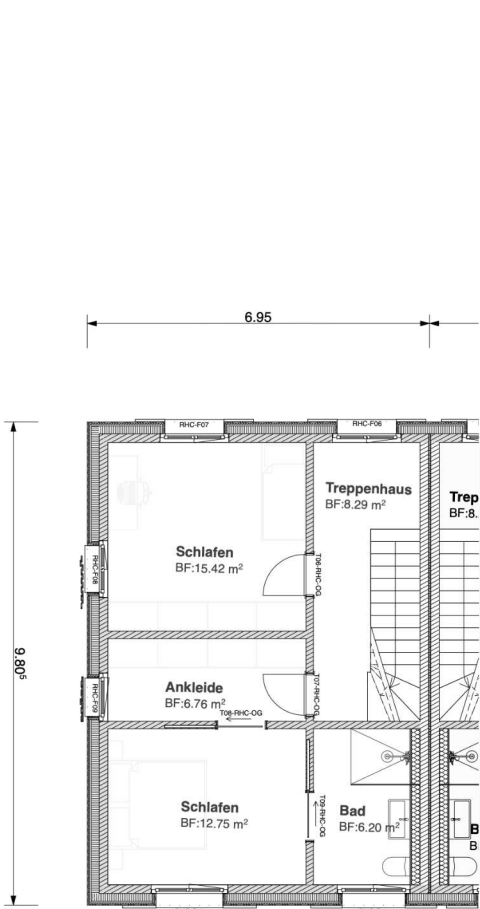 6.95
RHC-F07
RHC-F06
Treppenhaus
BF:8.29 m²
Trep
BF:8.
Schlafen
BF:15.42 m²
T06-RHC-OG
RHC-F08
9.80⁵
Ankleide
BF:6.76 m²
T07-RHC-OG
RHC-F09
T08-RHC-OG
Schlafen
BF:12.75 m²
T09-RHC-OG
Bad
BF:6.20 m²
B
B